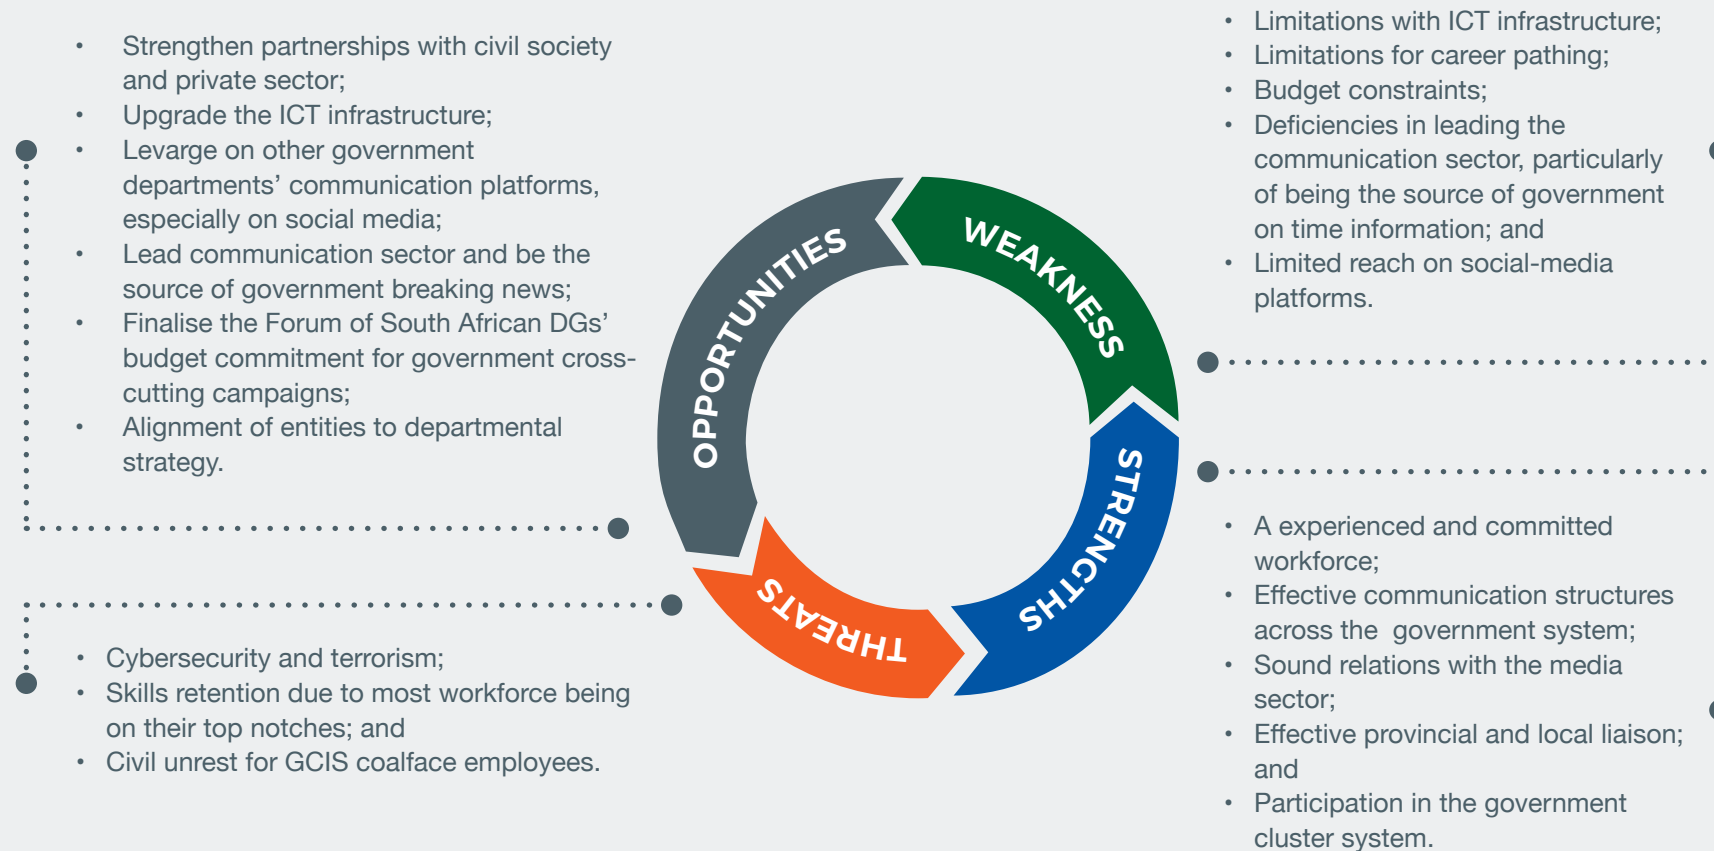 • Strengthen partnerships with civil society
and private sector;
• Upgrade the ICT infrastructure;
• Levarge on other government
departments’ communication platforms,
especially on social media;
• Lead communication sector and be the
source of government breaking news;
• Finalise the Forum of South African DGs’
budget commitment for government cross-
cutting campaigns;
• Alignment of entities to departmental
strategy.
• Limitations with ICT infrastructure;
• Limitations for career pathing;
• Budget constraints;
• Deficiencies in leading the
communication sector, particularly
of being the source of government
on time information; and
• Limited reach on social-media
platforms.
OPPORTUNITIES
WEAKNESS
STRENGTHS
THREATS
• Cybersecurity and terrorism;
• Skills retention due to most workforce being
on their top notches; and
• Civil unrest for GCIS coalface employees.
• A experienced and committed
workforce;
• Effective communication structures
across the government system;
• Sound relations with the media
sector;
• Effective provincial and local liaison;
and
• Participation in the government
cluster system.